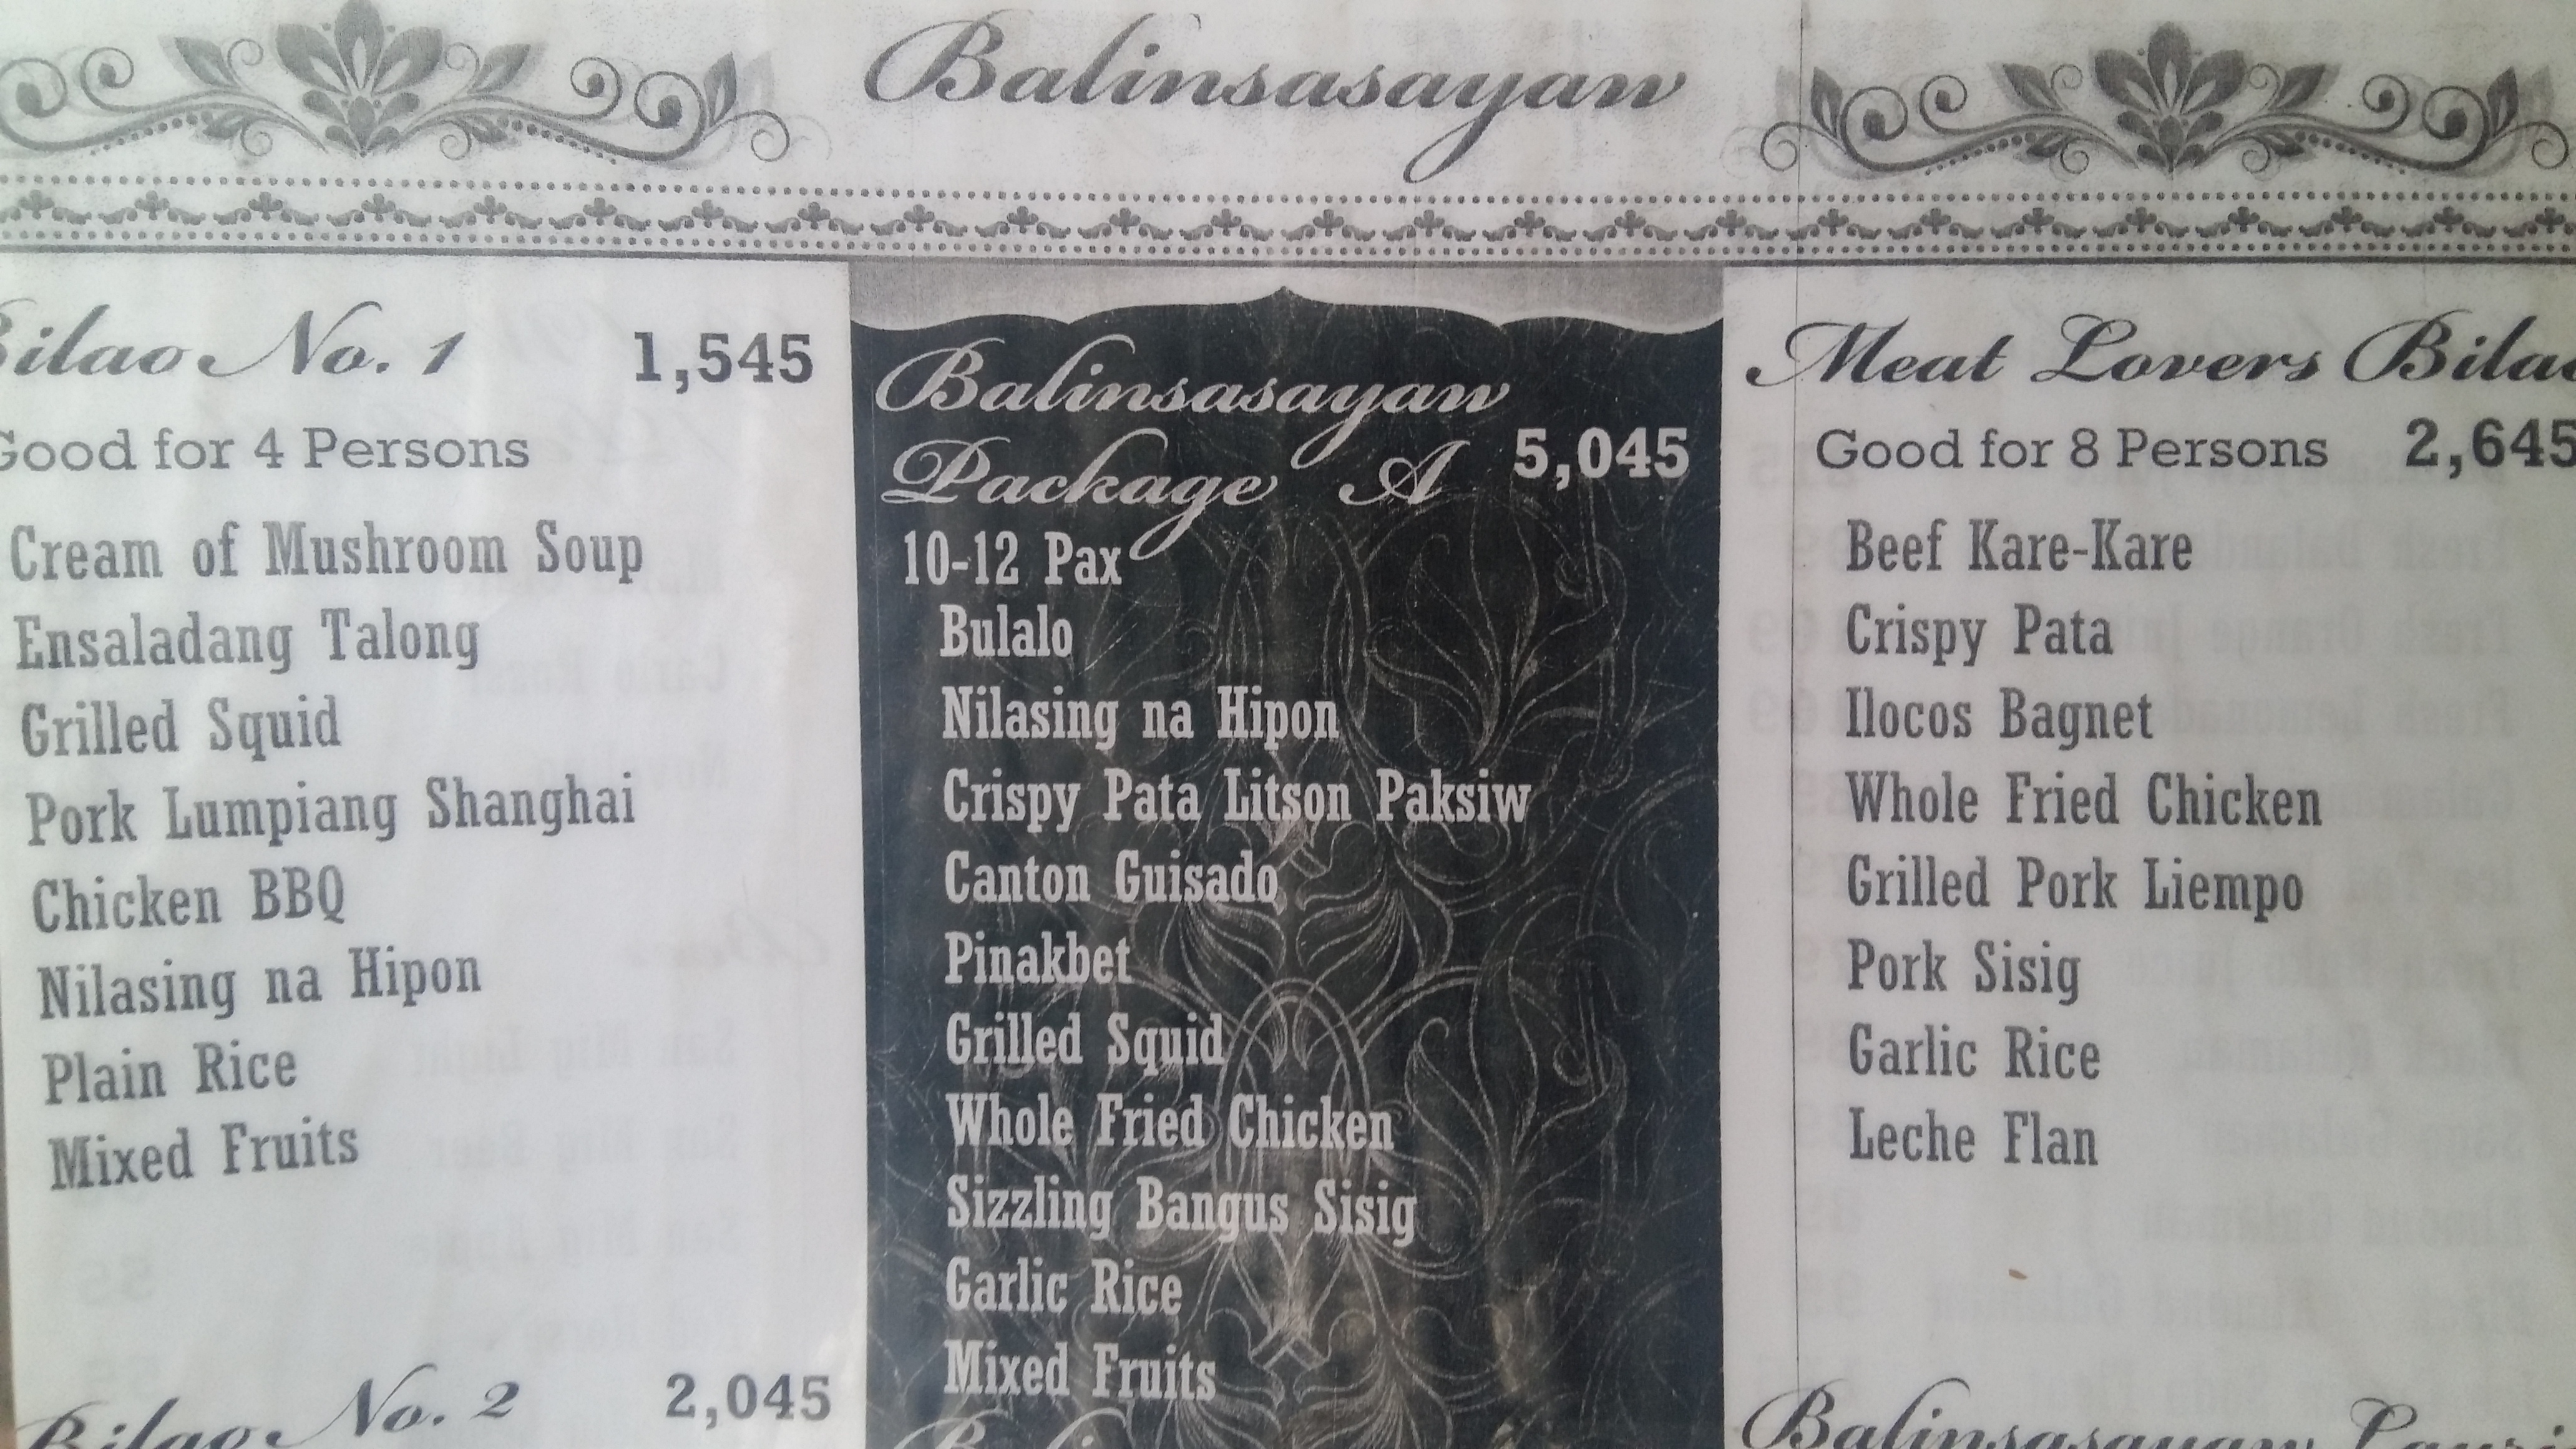 Balinsasayaw
Bilao No. 1 1,545
Good for 4 Persons
Cream of Mushroom Soup
Ensaladang Talong
Grilled Squid
Pork Lumpiang Shanghai
Chicken BBQ
Nilasing na Hipon
Plain Rice
Mixed Fruits
Bilao No. 2 2,045
Balinsasayaw
Package A 5,045
10-12 Pax
Bulalo
Nilasing na Hipon
Crispy Pata Litson Paksiw
Canton Guisado
Pinakbet
Grilled Squid
Whole Fried Chicken
Sizzling Bangus Sisig
Garlic Rice
Mixed Fruits
Meat Lovers Bilao
Good for 8 Persons 2,645
Beef Kare-Kare
Crispy Pata
Ilocos Bagnet
Whole Fried Chicken
Grilled Pork Liempo
Pork Sisig
Garlic Rice
Leche Flan
Balinsasayaw